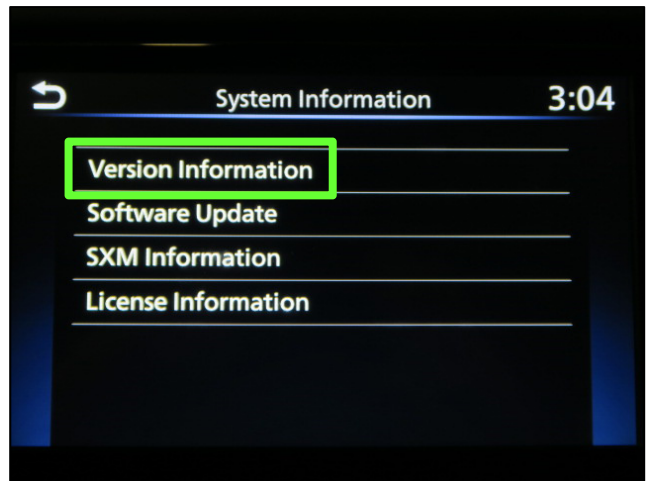 System Information 3:04
Version Information
Software Update
SXM Information
License Information